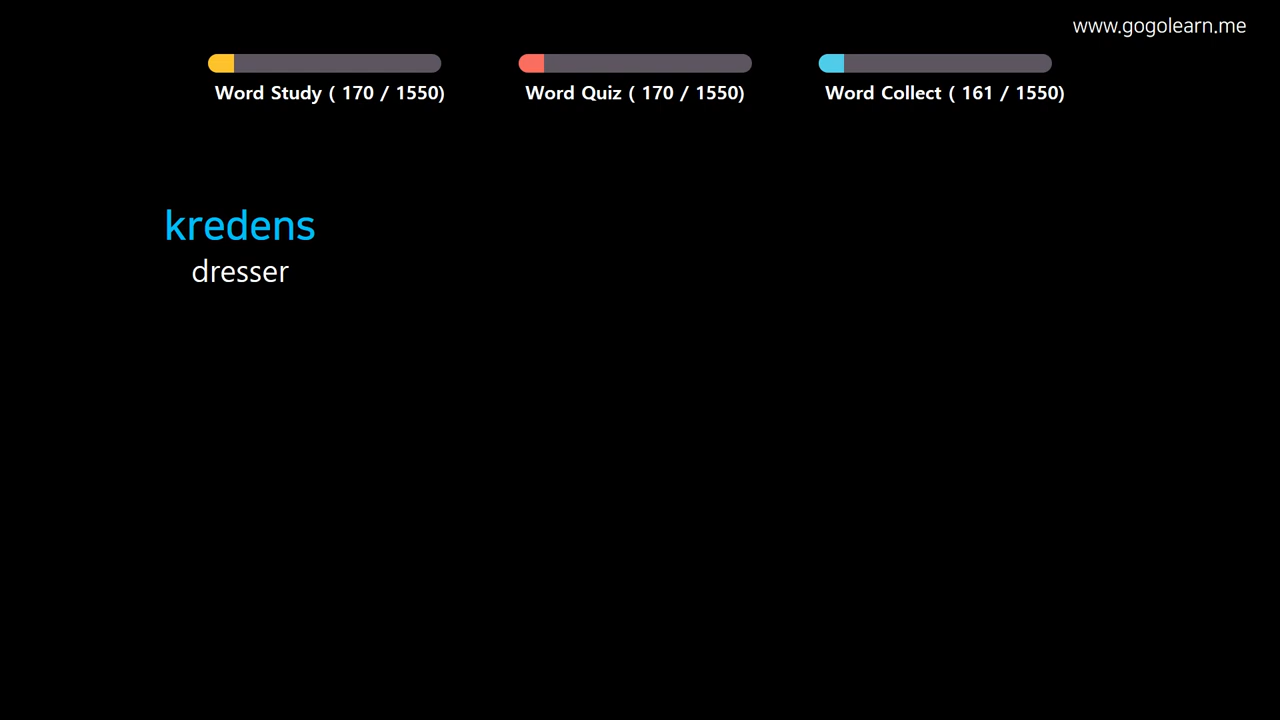 www.gogolearn.me
Word Study ( 170 / 1550)
Word Quiz ( 170 / 1550)
Word Collect ( 161 / 1550)
kredens
dresser